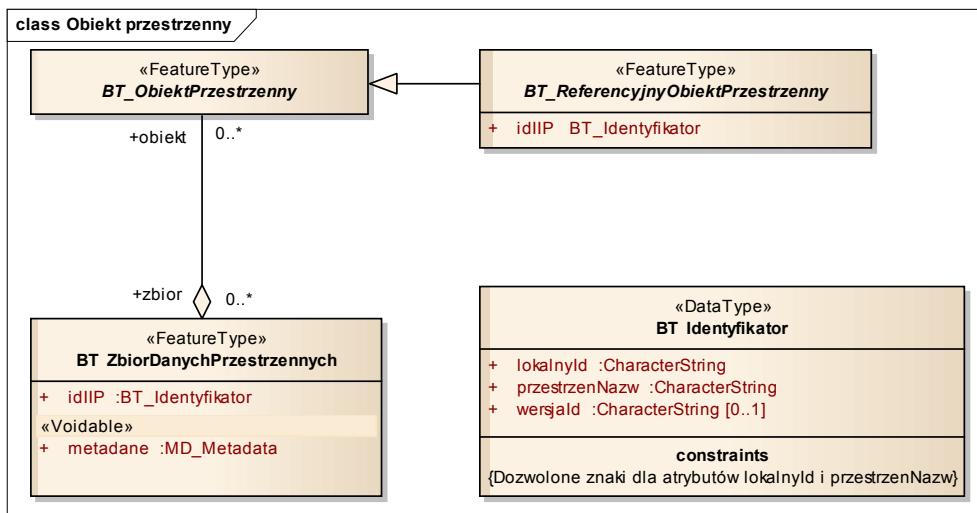 class Obiekt przestrzenny
«FeatureType»
BT_ObiektPrzestrzenny
«FeatureType»
BT_ReferencyjnyObiektPrzestrzenny
+ idIIP BT_Identyfikator
+obiekt 0..*
+zbior 0..*
«FeatureType»
BT ZbiorDanychPrzestrzennych
+ idIIP :BT_Identyfikator
«Voidable»
+ metadane :MD_Metadata
«DataType»
BT Identyfikator
+ lokalnyId :CharacterString
+ przestrzenNazw :CharacterString
+ wersjaId :CharacterString [0..1]
constraints
{Dozwolone znaki dla atrybutów lokalnyId i przestrzenNazw}